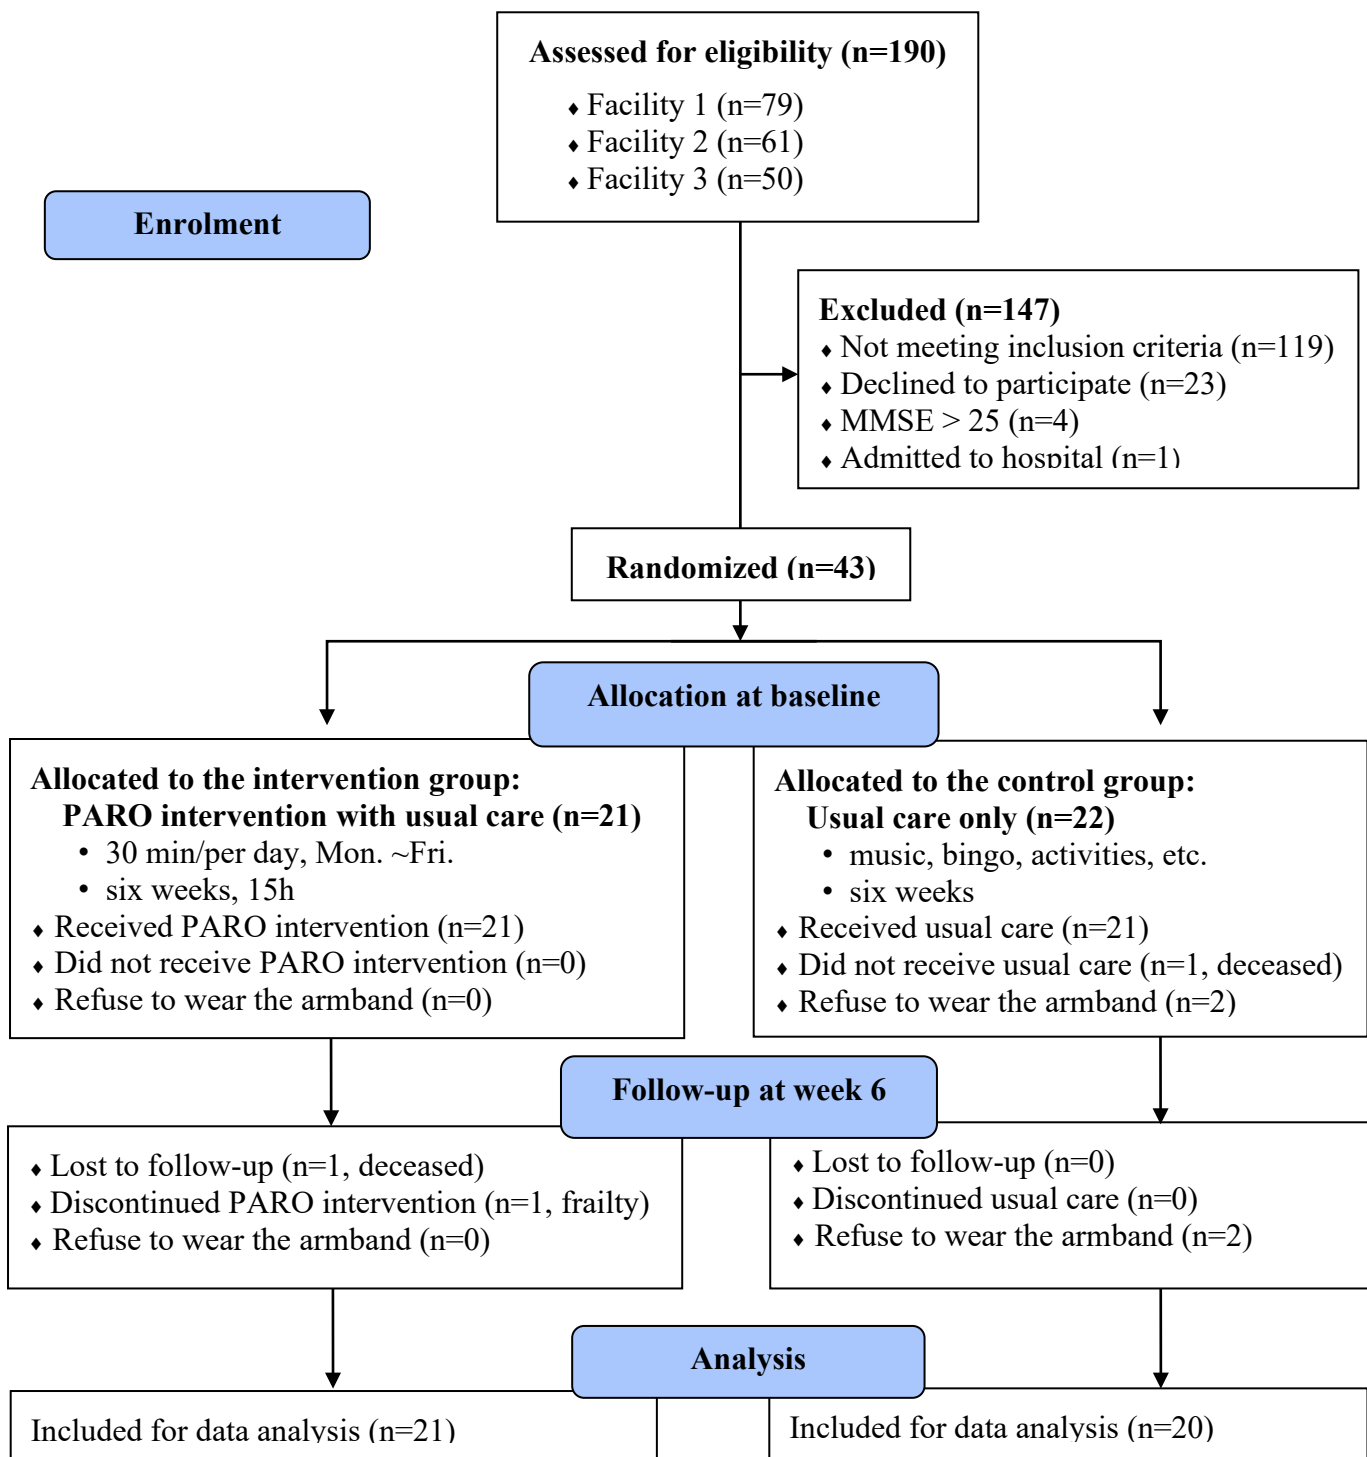 Assessed for eligibility (n=190)
♦ Facility 1 (n=79)
♦ Facility 2 (n=61)
♦ Facility 3 (n=50)
Enrolment
Excluded (n=147)
♦ Not meeting inclusion criteria (n=119)
♦ Declined to participate (n=23)
♦ MMSE > 25 (n=4)
♦ Admitted to hospital (n=1)
Randomized (n=43)
Allocation at baseline
Allocated to the intervention group:
PARO intervention with usual care (n=21)
• 30 min/per day, Mon. ~Fri.
• six weeks, 15h
♦ Received PARO intervention (n=21)
♦ Did not receive PARO intervention (n=0)
♦ Refuse to wear the armband (n=0)
Allocated to the control group:
Usual care only (n=22)
• music, bingo, activities, etc.
• six weeks
♦ Received usual care (n=21)
♦ Did not receive usual care (n=1, deceased)
♦ Refuse to wear the armband (n=2)
Follow-up at week 6
♦ Lost to follow-up (n=1, deceased)
♦ Discontinued PARO intervention (n=1, frailty)
♦ Refuse to wear the armband (n=0)
♦ Lost to follow-up (n=0)
♦ Discontinued usual care (n=0)
♦ Refuse to wear the armband (n=2)
Analysis
Included for data analysis (n=21)
Included for data analysis (n=20)